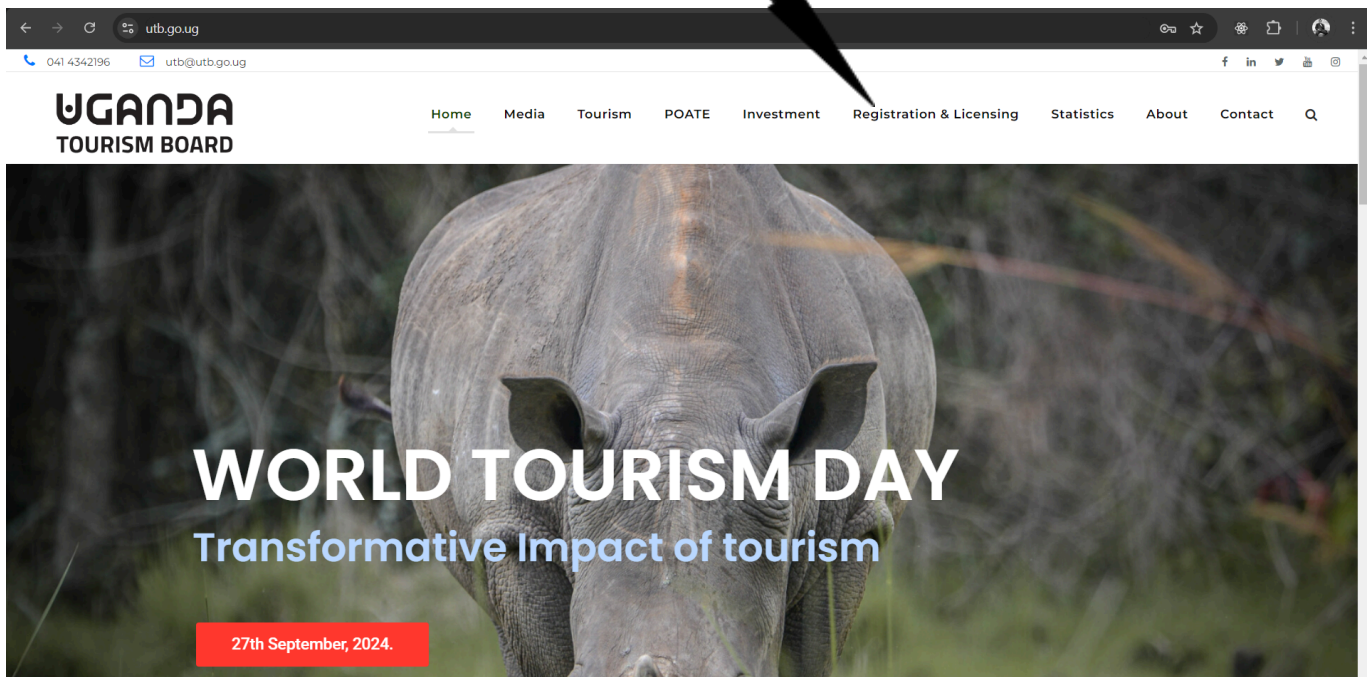 utb.go.ug
041 4342196 utb@utb.go.ug
UGANDA
TOURISM BOARD
Home Media Tourism POATE Investment Registration & Licensing Statistics About Contact
WORLD TOURISM DAY
Transformative Impact of tourism
27th September, 2024.